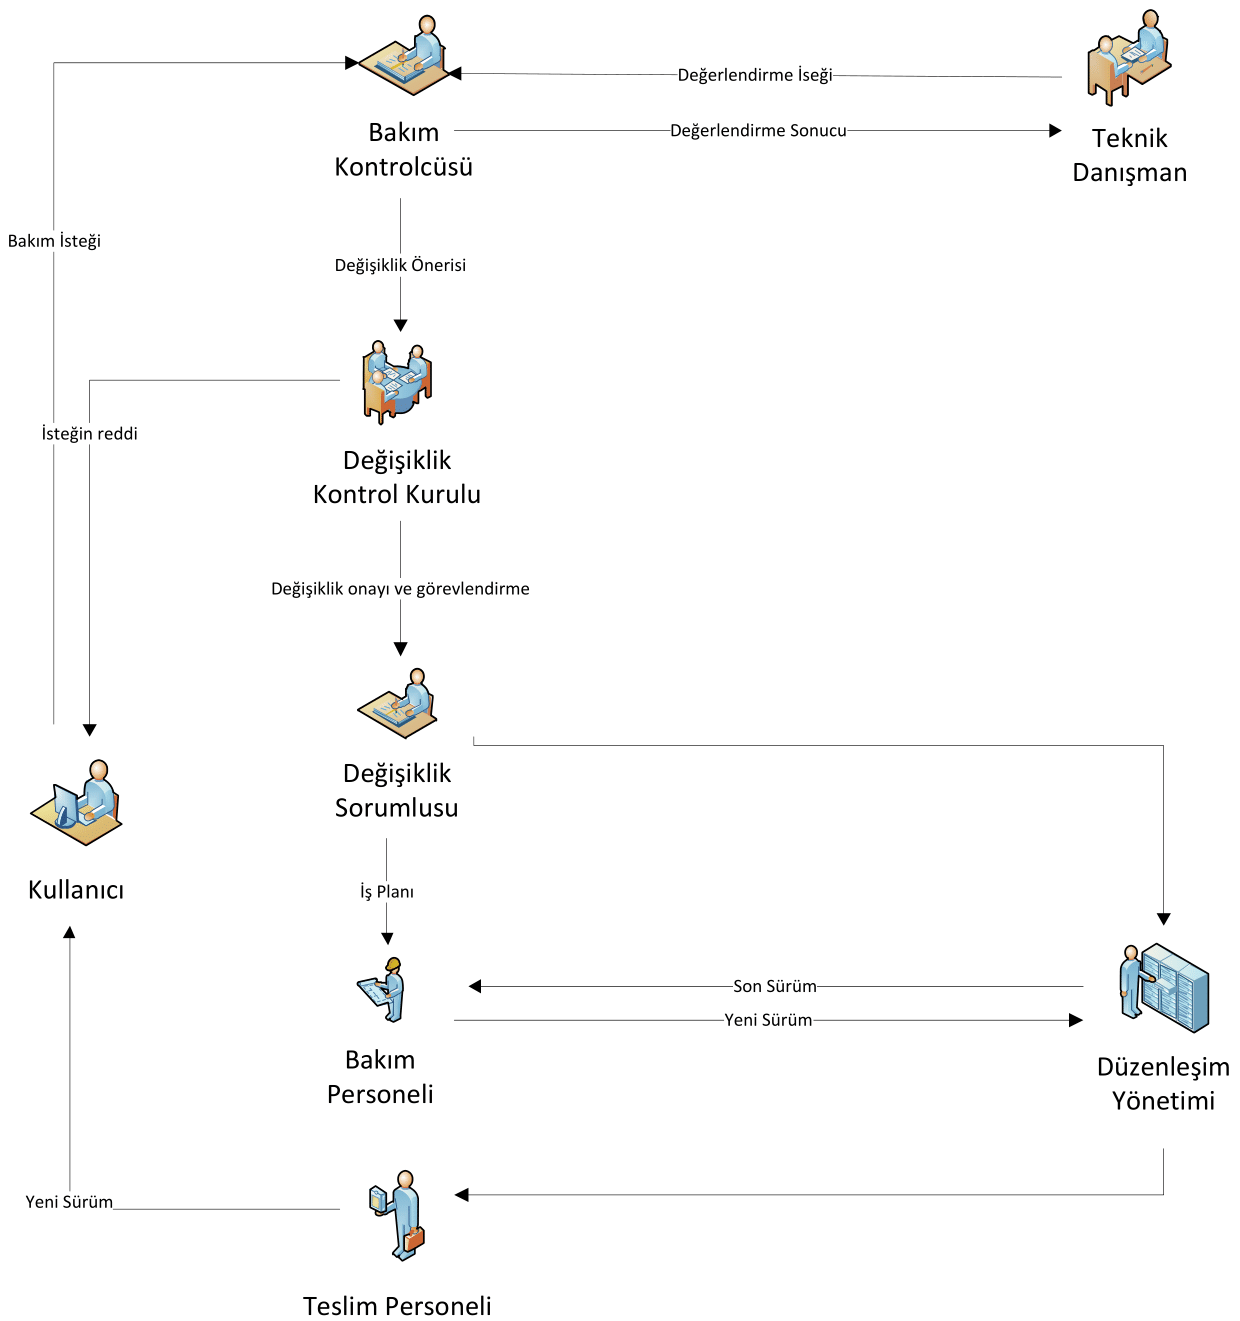 Değerlendirme İseği
Bakım
Kontrolcüsü
Değerlendirme Sonucu
Teknik
Danışman
Bakım İsteği
Değişiklik Önerisi
İsteğin reddi
Değişiklik
Kontrol Kurulu
Değişiklik onayı ve görevlendirme
Değişiklik
Sorumlusu
Kullanıcı
İş Planı
Son Sürüm
Yeni Sürüm
Bakım
Personeli
Düzenleşim
Yönetimi
Yeni Sürüm
Teslim Personeli